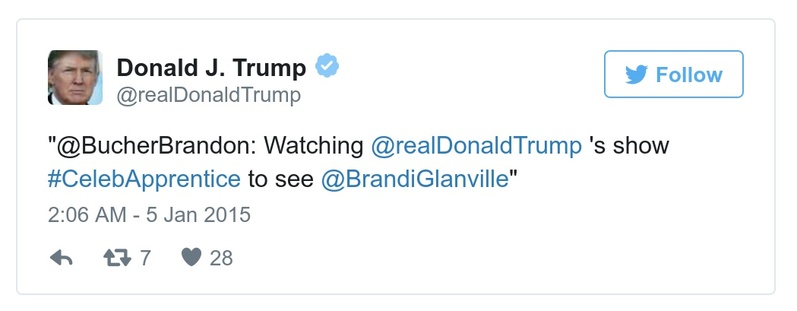 Donald J. Trump
@realDonaldTrump
Follow
"@BucherBrandon: Watching @realDonaldTrump 's show
#CelebApprentice to see @BrandiGlanville"
2:06 AM - 5 Jan 2015
7 28